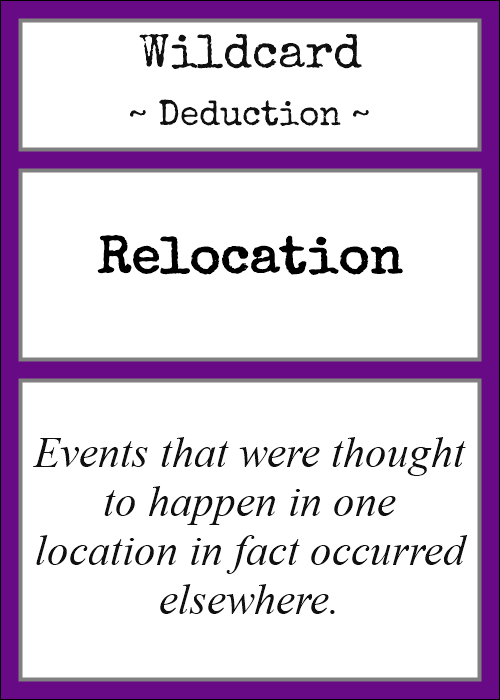 Wildcard
~ Deduction ~
Relocation
Events that were thought
to happen in one
location in fact occurred
elsewhere.